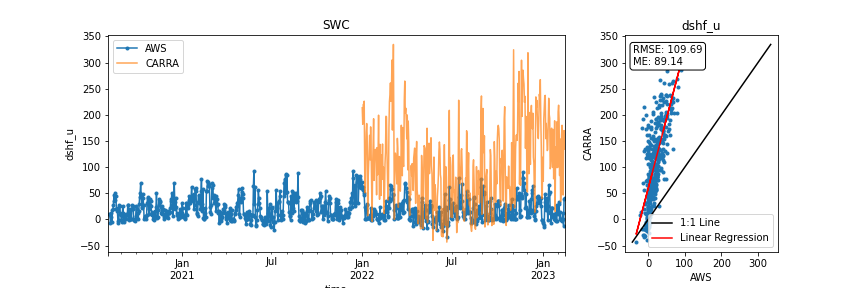 SWC
dshf_u
350
300
250
200
150
100
50
0
−50
AWS
CARRA
Jan
2021
Jul
Jan
2022
Jul
Jan
2023
time
dshf_u
CARRA
350
300
250
200
150
100
50
0
−50
RMSE: 109.69
ME: 89.14
1:1 Line
Linear Regression
0
100
200
300
AWS